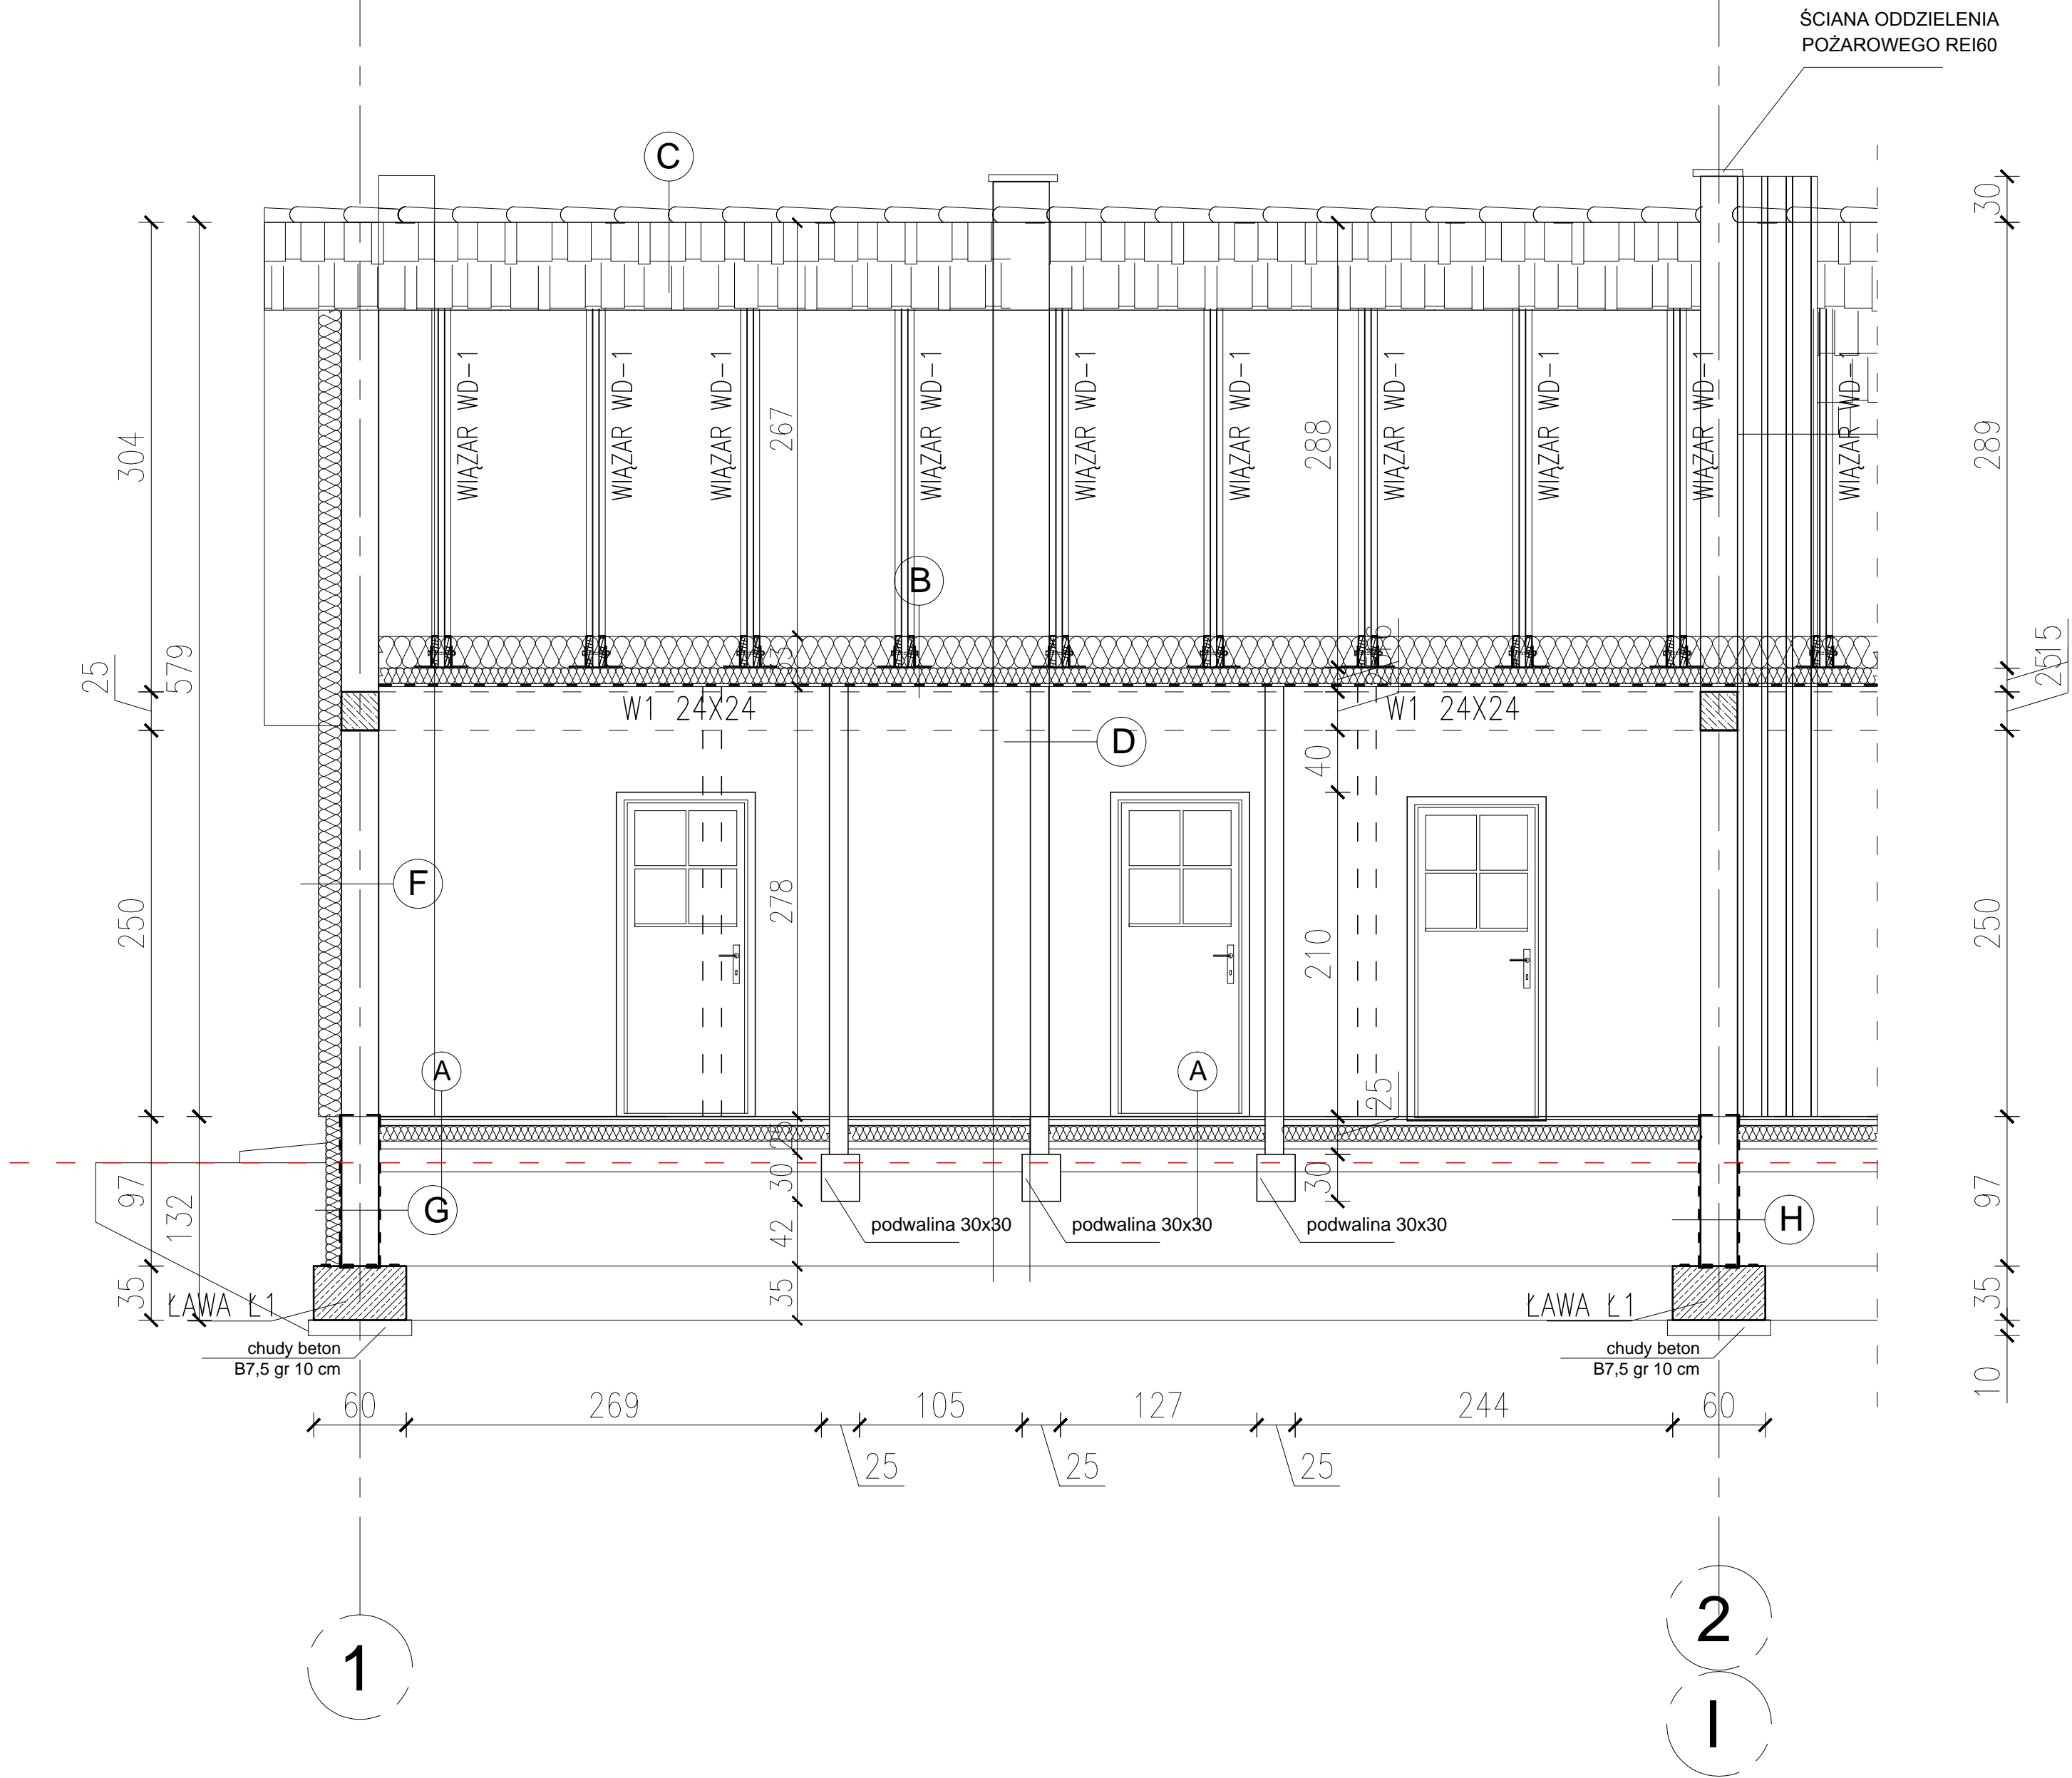 ŚCIANA ODDZIELENIA
POŻAROWEGO REI60
C
30
304
579
25
WIĄZAR WD-1
WIĄZAR WD-1
WIĄZAR WD-1
267
WIĄZAR WD-1
WIĄZAR WD-1
WIĄZAR WD-1
288
WIĄZAR WD-1
WIĄZAR WD-1
WIĄZAR WD-1
WIĄZAR WD-1
289
B
15
25
W1 24X24
W1 24X24
D
40
F
250
278
210
250
A
A
25
25
97
132
30
30
97
G
H
42
podwalina 30x30
podwalina 30x30
podwalina 30x30
35
ŁAWA Ł1
35
ŁAWA Ł1
35
chudy beton
B7,5 gr 10 cm
chudy beton
B7,5 gr 10 cm
10
60
269
105
127
244
60
25
25
25
1
2
I